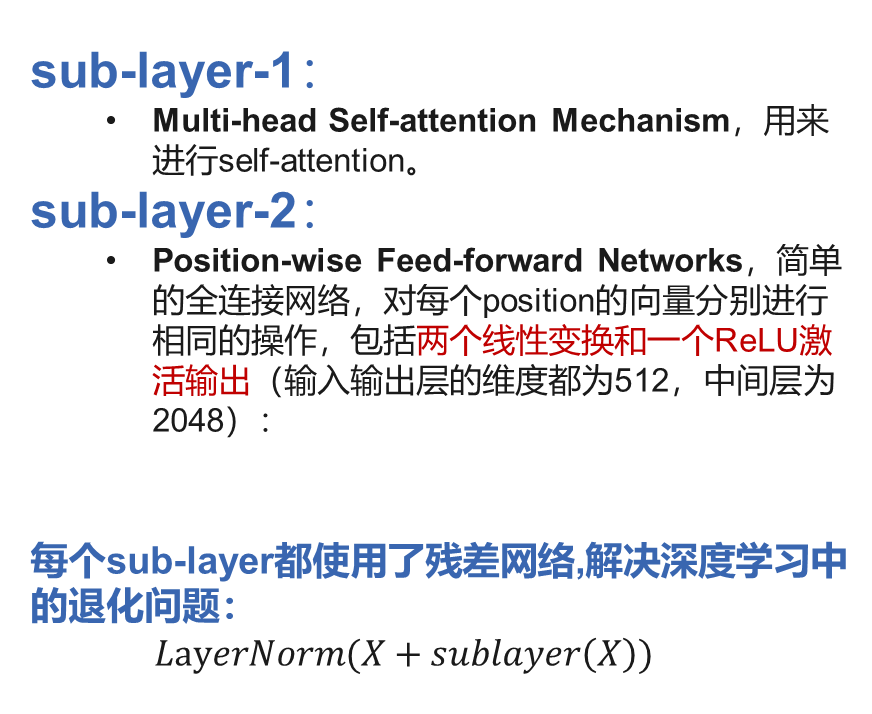 sub-layer-1：
• Multi-head Self-attention Mechanism，用来
进行self-attention。
sub-layer-2：
• Position-wise Feed-forward Networks，简单
的全连接网络，对每个position的向量分别进行
相同的操作，包括两个线性变换和一个ReLU激
活输出（输入输出层的维度都为512，中间层为
2048）：
每个sub-layer都使用了残差网络,解决深度学习中
的退化问题：
LayerNorm(X + sublayer(X))